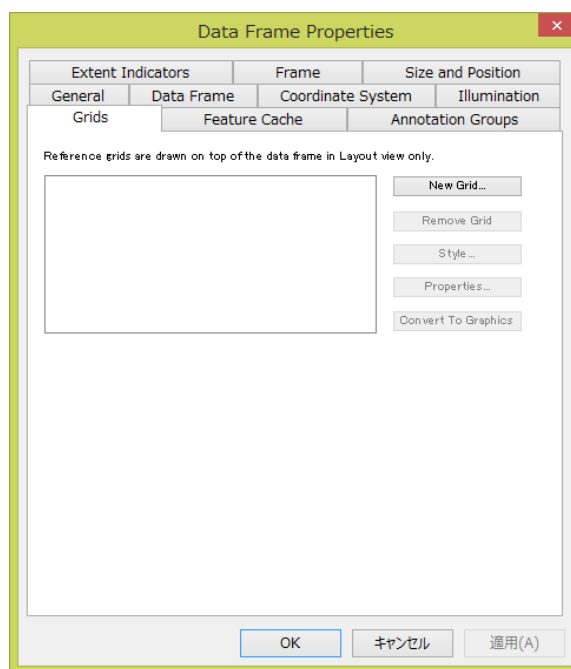 Data Frame Properties
×
Extent Indicators Frame Size and Position
General Data Frame Coordinate System Illumination
Grids Feature Cache Annotation Groups
Reference grids are drawn on top of the data frame in Layout view only.
New Grid...
Remove Grid
Style...
Properties...
Convert To Graphics
OK キャンセル 適用(A)